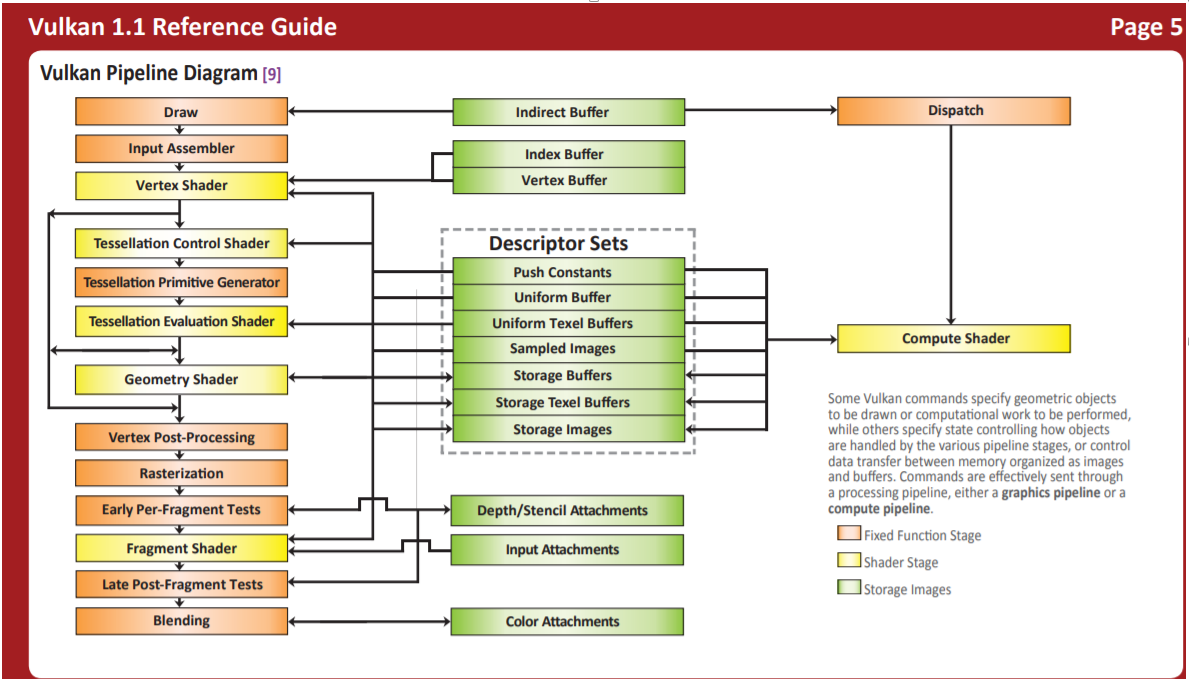 Vulkan 1.1 Reference Guide
Page 5
Vulkan Pipeline Diagram [9]
Draw
Input Assembler
Vertex Shader
Tessellation Control Shader
Tessellation Primitive Generator
Tessellation Evaluation Shader
Geometry Shader
Vertex Post-Processing
Rasterization
Early Per-Fragment Tests
Fragment Shader
Late Post-Fragment Tests
Blending
Indirect Buffer
Index Buffer
Vertex Buffer
Descriptor Sets
Push Constants
Uniform Buffer
Uniform Texel Buffers
Sampled Images
Storage Buffers
Storage Texel Buffers
Storage Images
Depth/Stencil Attachments
Input Attachments
Color Attachments
Dispatch
Compute Shader
Some Vulkan commands specify geometric objects
to be drawn or computational work to be performed,
while others specify state controlling how objects
are handled by the various pipeline stages, or control
data transfer between memory organized as images
and buffers. Commands are effectively sent through
a processing pipeline, either a graphics pipeline or a
compute pipeline.
Fixed Function Stage
Shader Stage
Storage Images